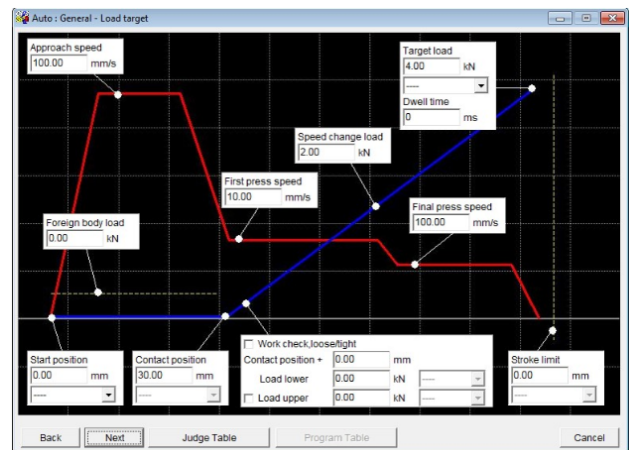 Auto : General - Load target
Approach speed
100.00 mm/s
Target load
4.00 kN
----
Dwell time
0 ms
Speed change load
2.00 kN
First press speed
10.00 mm/s
Final press speed
100.00 mm/s
Foreign body load
0.00 kN
Start position
0.00 mm
----
Contact position
30.00 mm
----
Work check,loose/tight
Contact position + 0.00 mm
Load lower 0.00 kN ----
Load upper 0.00 kN ----
Stroke limit
0.00 mm
----
Back Next Judge Table Program Table Cancel